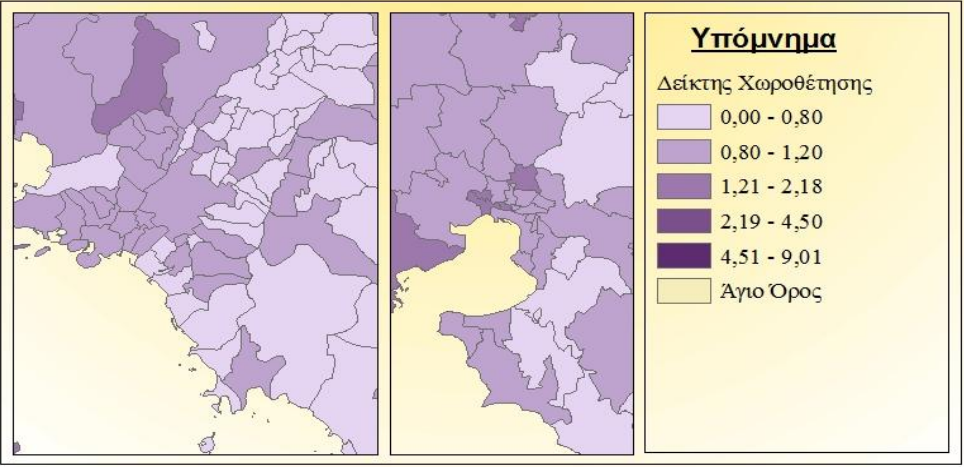 Υπόμνημα
Δείκτης Χωροθέτησης
0,00 - 0,80
0,80 - 1,20
1,21 - 2,18
2,19 - 4,50
4,51 - 9,01
Άγιο Όρος